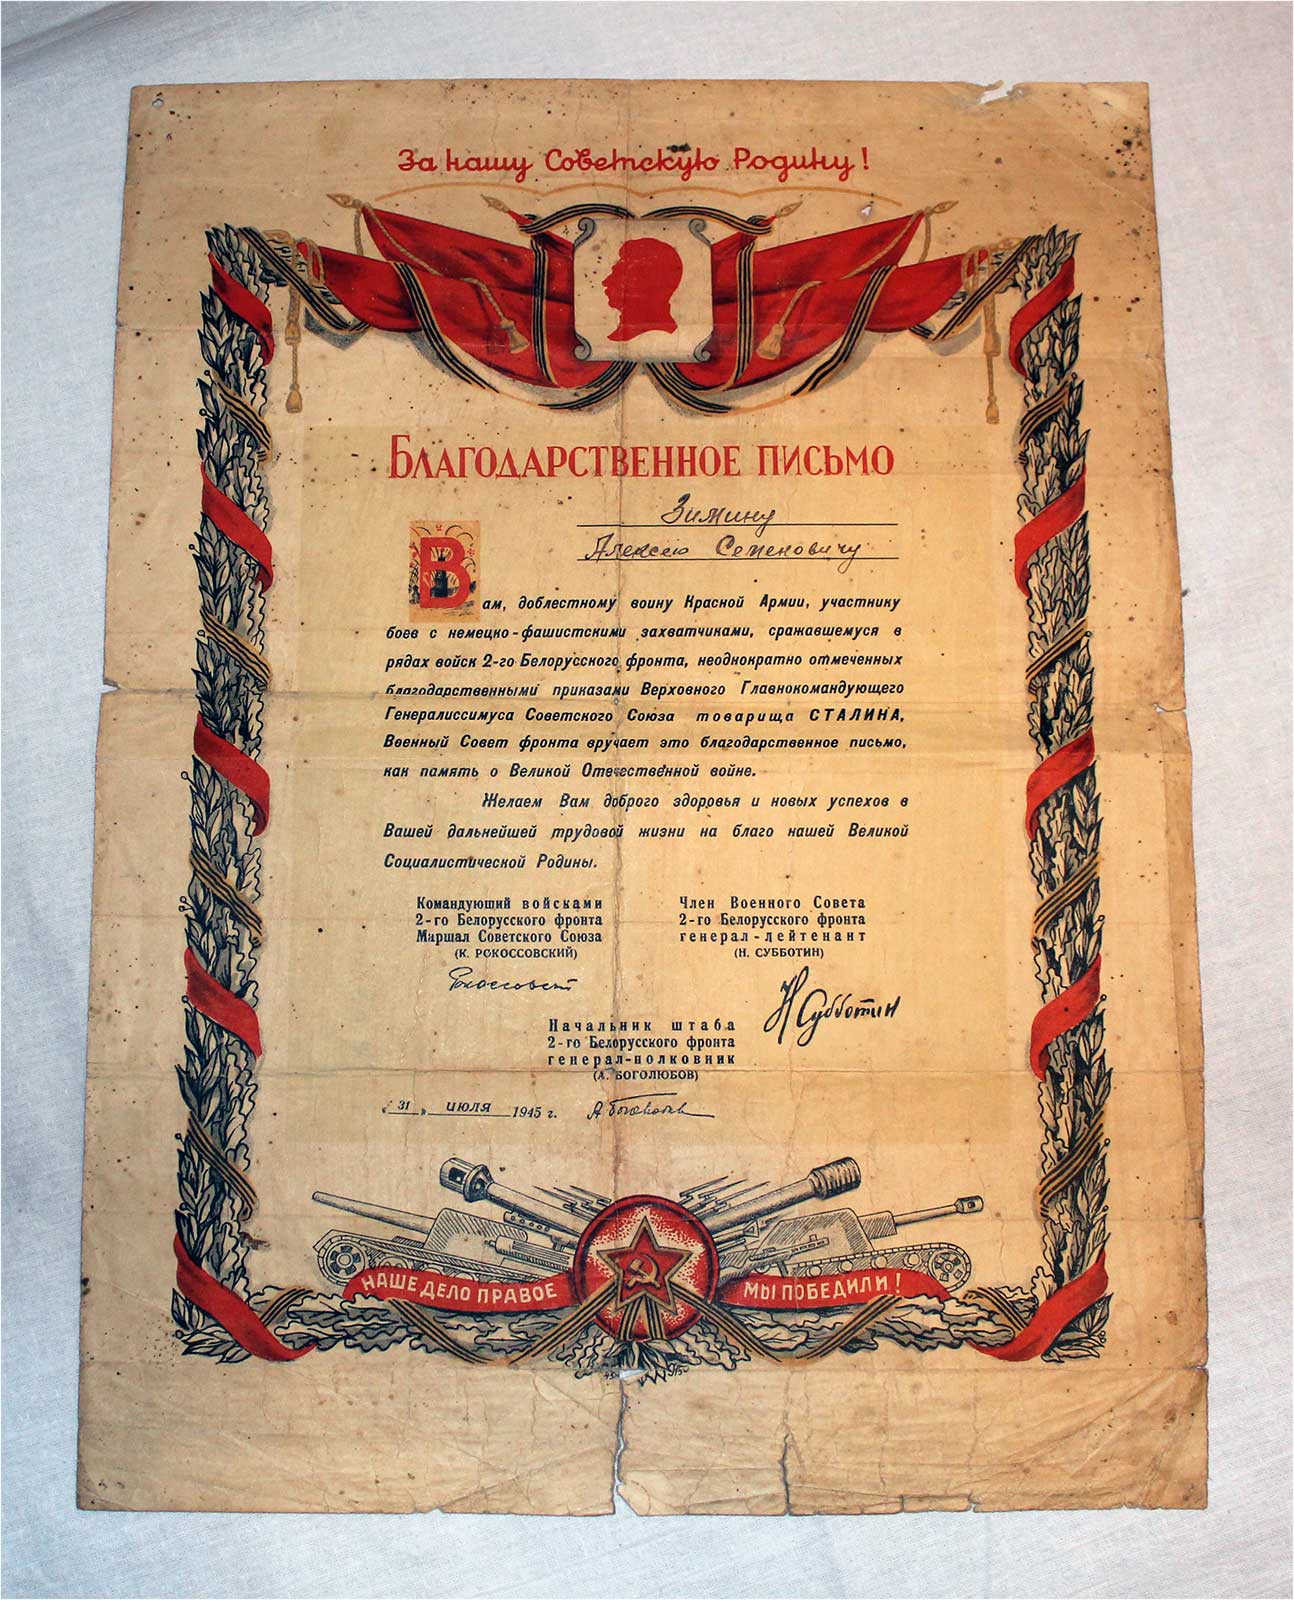 За нашу Советскую Родину!
БЛАГОДАРСТВЕННОЕ ПИСЬМО
Зимину
Алексею Семеновичу
Вам, доблестному воину Красной Армии, участнику
боев с немецко-фашистскими захватчиками, сражавшемуся в
рядах войск 2-го Белорусского фронта, неоднократно отмеченных
благодарственными приказами Верховного Главнокомандующего
Генералиссимуса Советского Союза товарища СТАЛИНА,
Военный Совет фронта вручает это благодарственное письмо,
как память о Великой Отечественной войне.
Желаем Вам доброго здоровья и новых успехов в
Вашей дальнейшей трудовой жизни на благо нашей Великой
Социалистической Родины.
Командуюший войсками
2-го Белорусского фронта
Маршал Советского Союза
(К. РОКОССОВСКИЙ)
Рокоссовский
Член Военного Совета
2-го Белорусского фронта
генерал-лейтенант
(Н. СУББОТИН)
Н Субботин
Начальник штаба
2-го Белорусского фронта
генерал-полковник
(А. БОГОЛЮБОВ)
„31" июля 1945 г.
А Боголюбов
НАШЕ ДЕЛО ПРАВОЕ
МЫ ПОБЕДИЛИ!